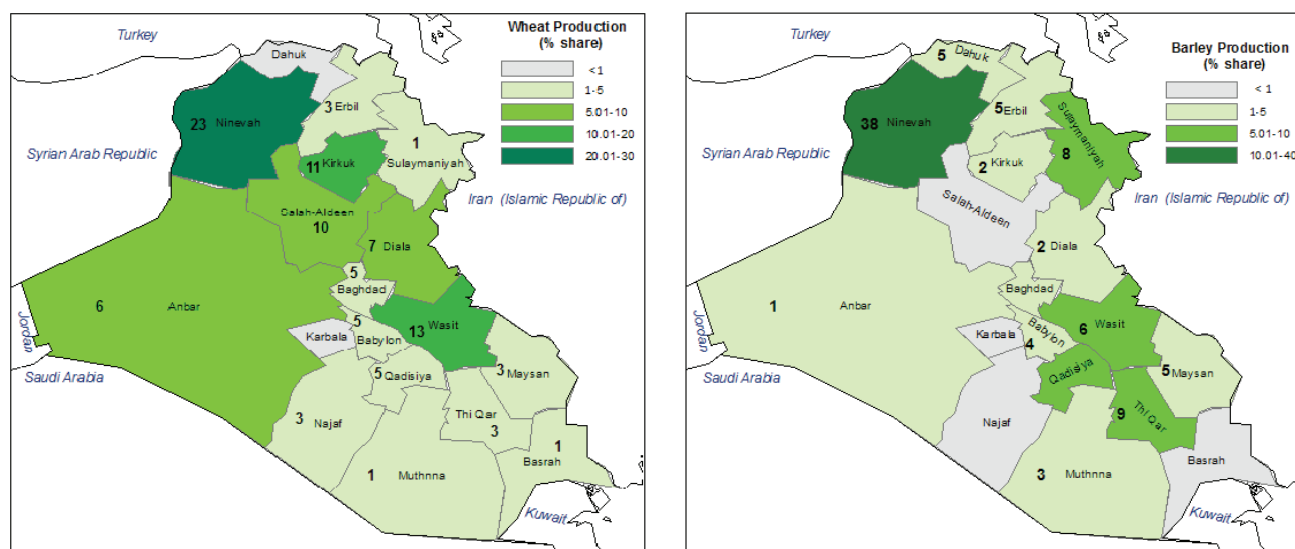 Turkey
Wheat Production
(% share)
< 1
1-5
5.01-10
10.01-20
20.01-30
Dahuk
3 Erbil
23 Ninevah
1
Sulaymaniyah
11 Kirkuk
Syrian Arab Republic
Iran (Islamic Republic of)
Salah-Aldeen
10
7 Diala
5
Baghdad
6
Anbar
5
Babylon
Karbala
13 Wasit
Jordan
Saudi Arabia
5 Qadisiya
3 Maysan
3
Najaf
Thi Qar
3
1
Basrah
1
Muthnna
Kuwait
Turkey
Barley Production
(% share)
< 1
1-5
5.01-10
10.01-40
5 Dahuk
5 Erbil
38 Ninevah
Sulaymaniyah
8
2 Kirkuk
Syrian Arab Republic
Iran (Islamic Republic of)
Salah-Aldeen
2 Diala
Baghdad
1
Anbar
Babylon
4
Karbala
6
Wasit
Jordan
Saudi Arabia
Qadisiya
5 Maysan
Najaf
9
Thi Qar
Basrah
3
Muthnna
Kuwait